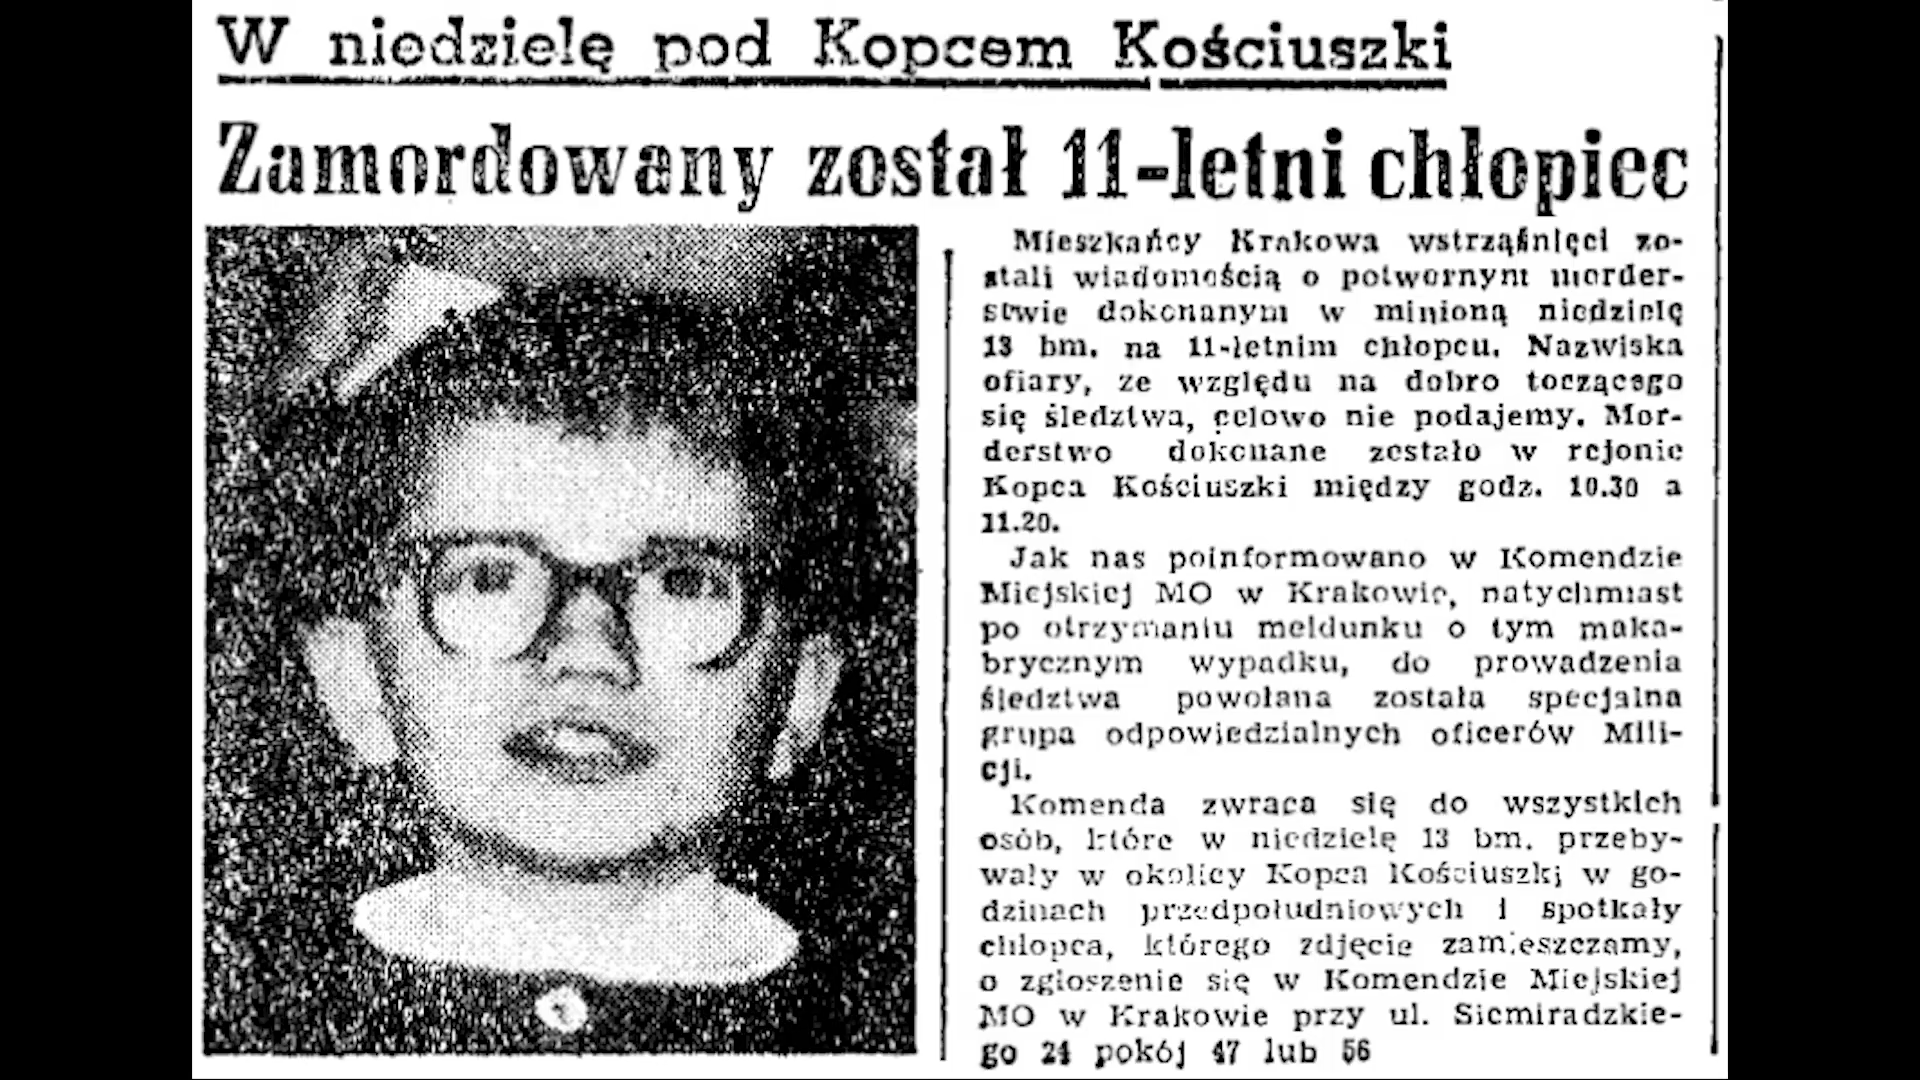 W niedzielę pod Kopcem Kościuszki
Zamordowany został 11-letni chłopiec
Mieszkańcy Krakowa wstrząśnięci zo-
stali wiadomością o potwornym morder-
stwie dokonanym w minioną niedzielę
13 bm. na 11-letnim chłopcu. Nazwiska
ofiary, ze względu na dobro toczącego
się śledztwa, celowo nie podajemy. Mor-
derstwo dokonane zostało w rejonie
Kopca Kościuszki między godz. 10.30 a
11.20.
Jak nas poinformowano w Komendzie
Miejskiej MO w Krakowie, natychmiast
po otrzymaniu meldunku o tym maka-
brycznym wypadku, do prowadzenia
śledztwa powołana została specjalna
grupa odpowiedzialnych oficerów Mili-
cji.
Komenda zwraca się do wszystkich
osób, które w niedzielę 13 bm. przeby-
wały w okolicy Kopca Kościuszki w go-
dzinach przedpołudniowych i spotkały
chłopca, którego zdjęcie zamieszczamy,
o zgłoszenie się w Komendzie Miejskiej
MO w Krakowie przy ul. Siemiradzkie-
go 24 pokój 47 lub 56